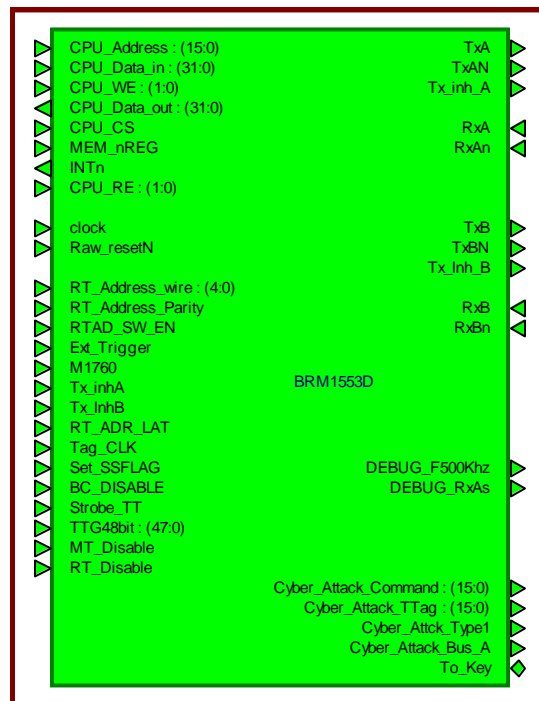 CPU_Address : (15:0) TxA
CPU_Data_in : (31:0) TxAN
CPU_WE : (1:0) Tx_inh_A
CPU_Data_out : (31:0)
CPU_CS RxA
MEM_nREG RxAn
INTn
CPU_RE : (1:0)
clock TxB
Raw_resetN TxBN
Tx_Inh_B
RT_Address_wire : (4:0)
RT_Address_Parity RxB
RTAD_SW_EN RxBn
Ext_Trigger
M1760
Tx_inhA BRM1553D
Tx_InhB
RT_ADR_LAT
Tag_CLK
Set_SSFLAG DEBUG_F500Khz
BC_DISABLE DEBUG_RxAs
Strobe_TT
TTG48bit : (47:0)
MT_Disable
RT_Disable
Cyber_Attack_Command : (15:0)
Cyber_Attack_TTag : (15:0)
Cyber_Attck_Type1
Cyber_Attack_Bus_A
To_Key